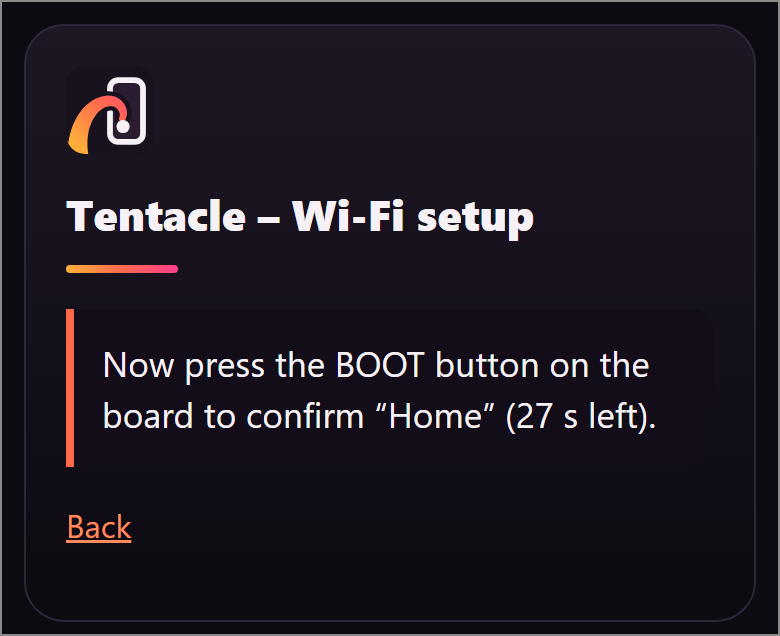 Tentacle – Wi-Fi setup
Now press the BOOT button on the
board to confirm “Home” (27 s left).
Back